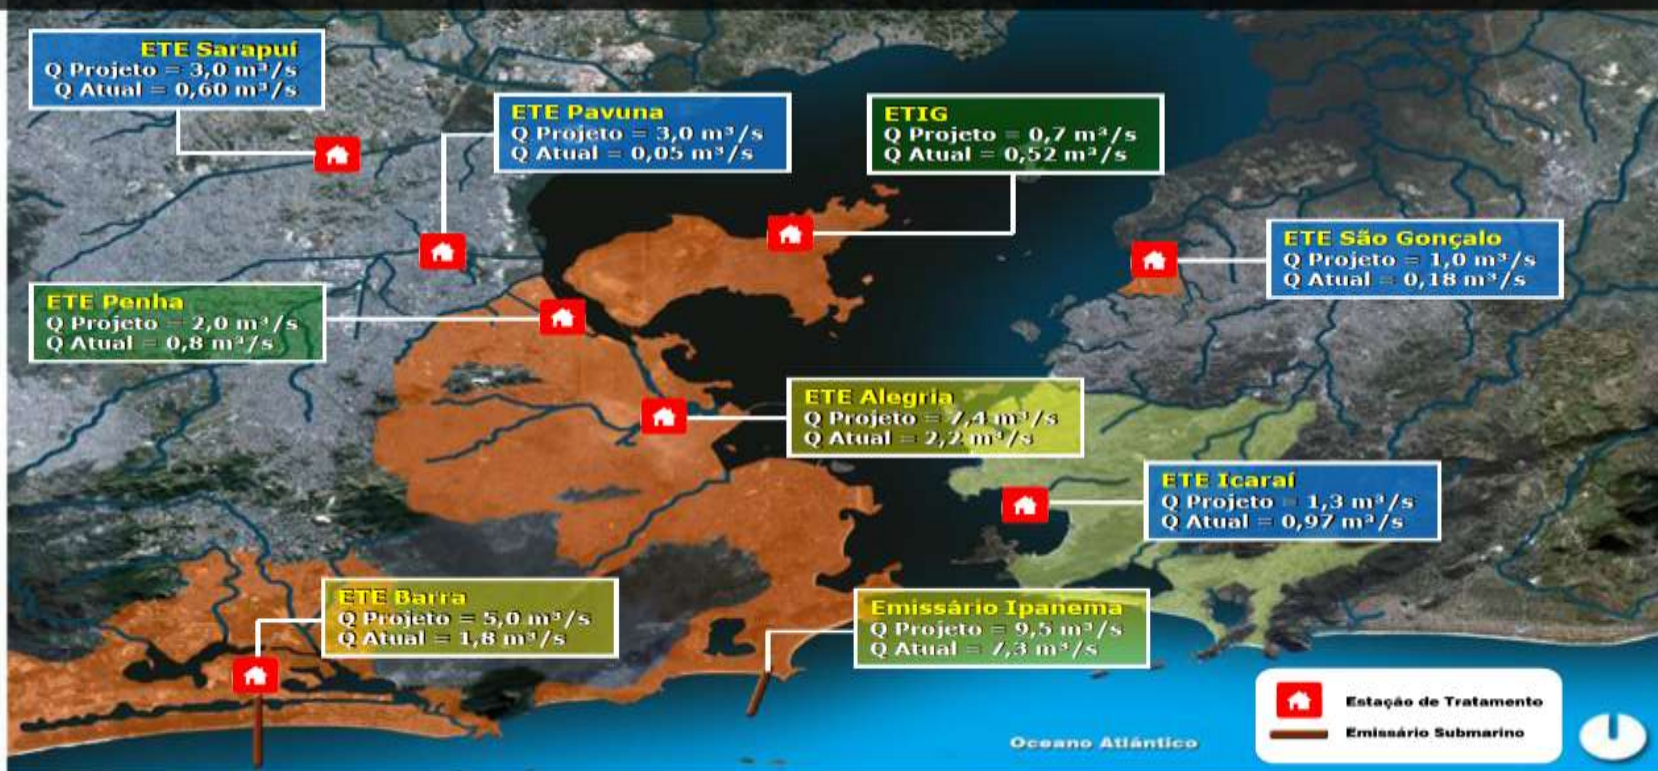 ETE Sarapuí
Q Projeto = 3,0 m³/s
Q Atual = 0,60 m³/s
ETE Pavuna
Q Projeto = 3,0 m³/s
Q Atual = 0,05 m³/s
ETIG
Q Projeto = 0,7 m³/s
Q Atual = 0,52 m³/s
ETE São Gonçalo
Q Projeto = 1,0 m³/s
Q Atual = 0,18 m³/s
ETE Penha
Q Projeto = 2,0 m³/s
Q Atual = 0,8 m³/s
ETE Alegria
Q Projeto = 7,4 m³/s
Q Atual = 2,2 m³/s
ETE Icaraí
Q Projeto = 1,3 m³/s
Q Atual = 0,97 m³/s
ETE Barra
Q Projeto = 5,0 m³/s
Q Atual = 1,8 m³/s
Emissário Ipanema
Q Projeto = 9,5 m³/s
Q Atual = 7,3 m³/s
Estação de Tratamento
Emissário Submarino
Oceano Atlântico